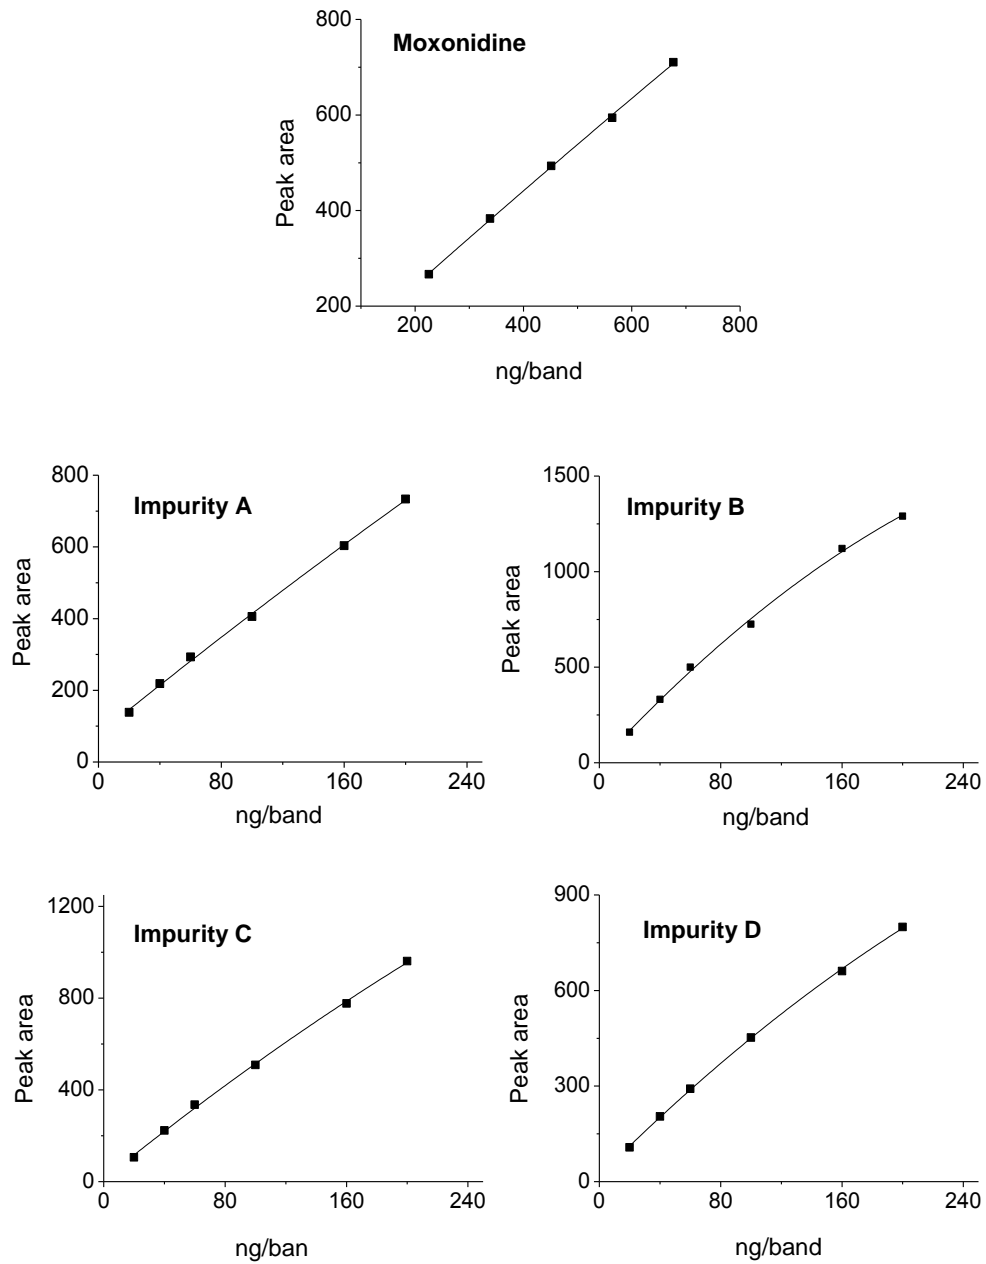 Moxonidine
Peak area
800
600
400
200
200 400 600 800
ng/band
Impurity A
Peak area
800
600
400
200
0
0 80 160 240
ng/band
Impurity B
Peak area
1500
1000
500
0
0 80 160 240
ng/band
Impurity C
Peak area
1200
800
400
0
0 80 160 240
ng/ban
Impurity D
Peak area
900
600
300
0
0 80 160 240
ng/band